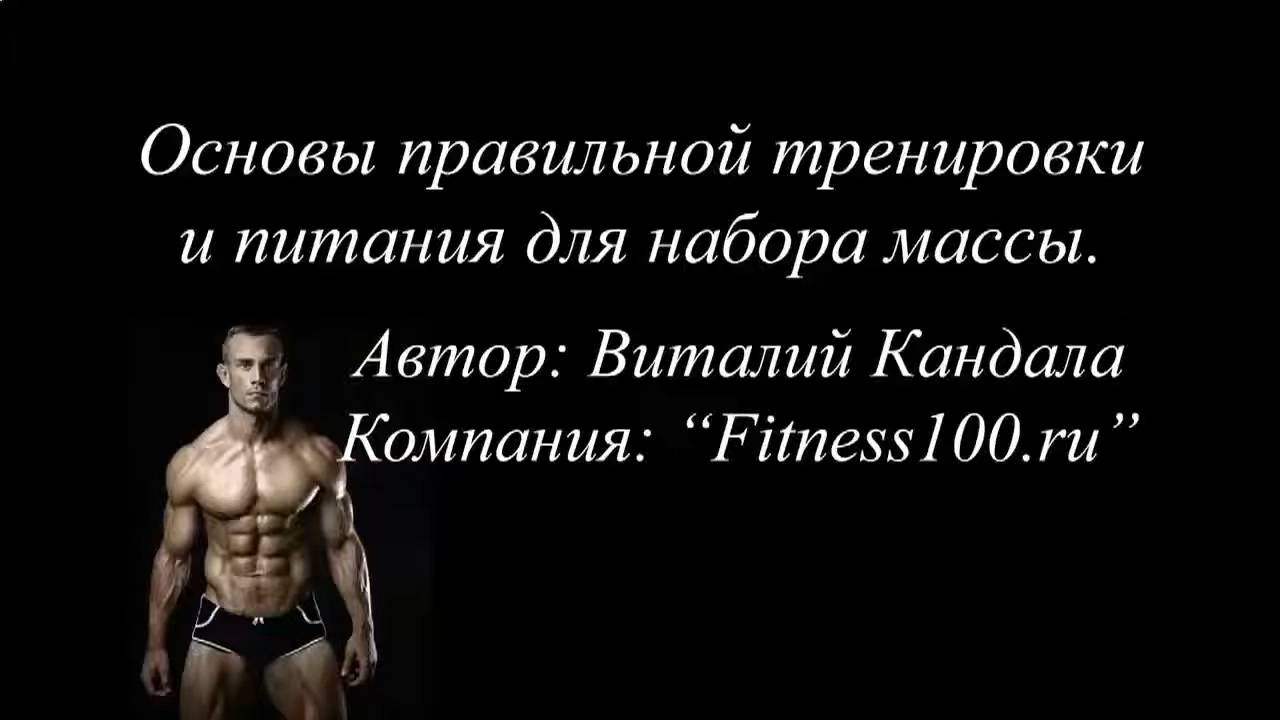 Основы правильной тренировки
и питания для набора массы.
Автор: Виталий Кандала
Компания: “Fitness100.ru”